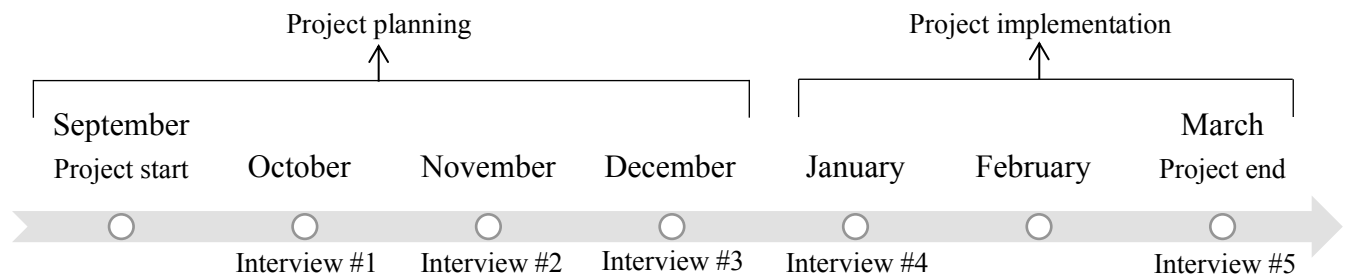 Project planning
Project implementation
September
March
Project start
October
November
December
January
February
Project end
Interview #1
Interview #2
Interview #3
Interview #4
Interview #5